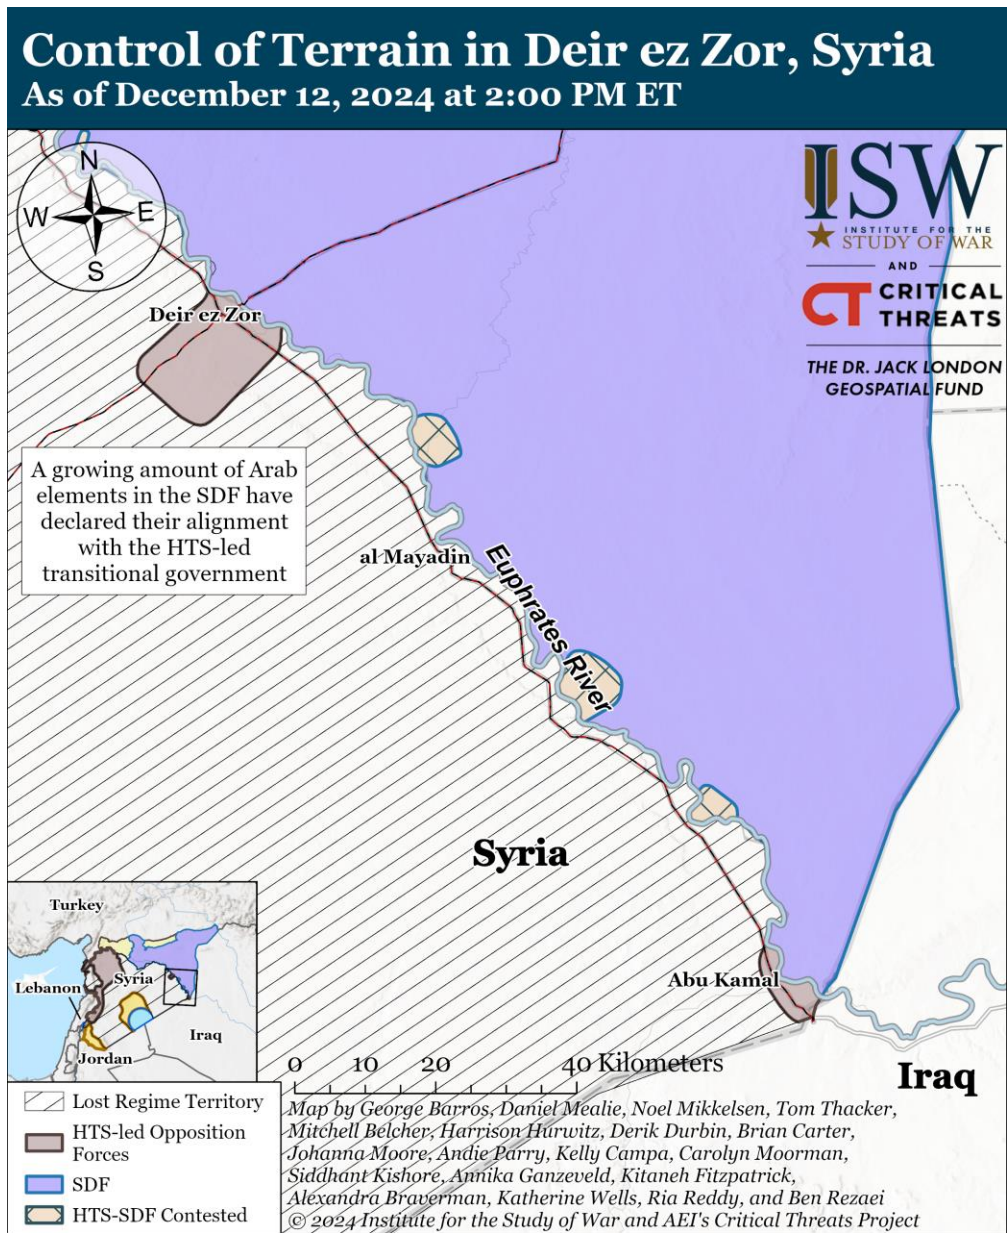 Control of Terrain in Deir ez Zor, Syria
As of December 12, 2024 at 2:00 PM ET
N
W
E
S
ISW
INSTITUTE FOR THE
STUDY OF WAR
AND
CT CRITICAL
THREATS
THE DR. JACK LONDON
GEOSPATIAL FUND
Deir ez Zor
A growing amount of Arab
elements in the SDF have
declared their alignment
with the HTS-led
transitional government
al Mayadin
Euphrates River
Syria
Abu Kamal
Iraq
Turkey
Syria
Lebanon
Iraq
Jordan
0 10 20 40 Kilometers
Lost Regime Territory
HTS-led Opposition
Forces
SDF
HTS-SDF Contested
Map by George Barros, Daniel Mealie, Noel Mikkelsen, Tom Thacker,
Mitchell Belcher, Harrison Hurwitz, Derik Durbin, Brian Carter,
Johanna Moore, Andie Parry, Kelly Campa, Carolyn Moorman,
Siddhant Kishore, Annika Ganzeveld, Kitaneh Fitzpatrick,
Alexandra Braverman, Katherine Wells, Ria Reddy, and Ben Rezaei
© 2024 Institute for the Study of War and AEI's Critical Threats Project